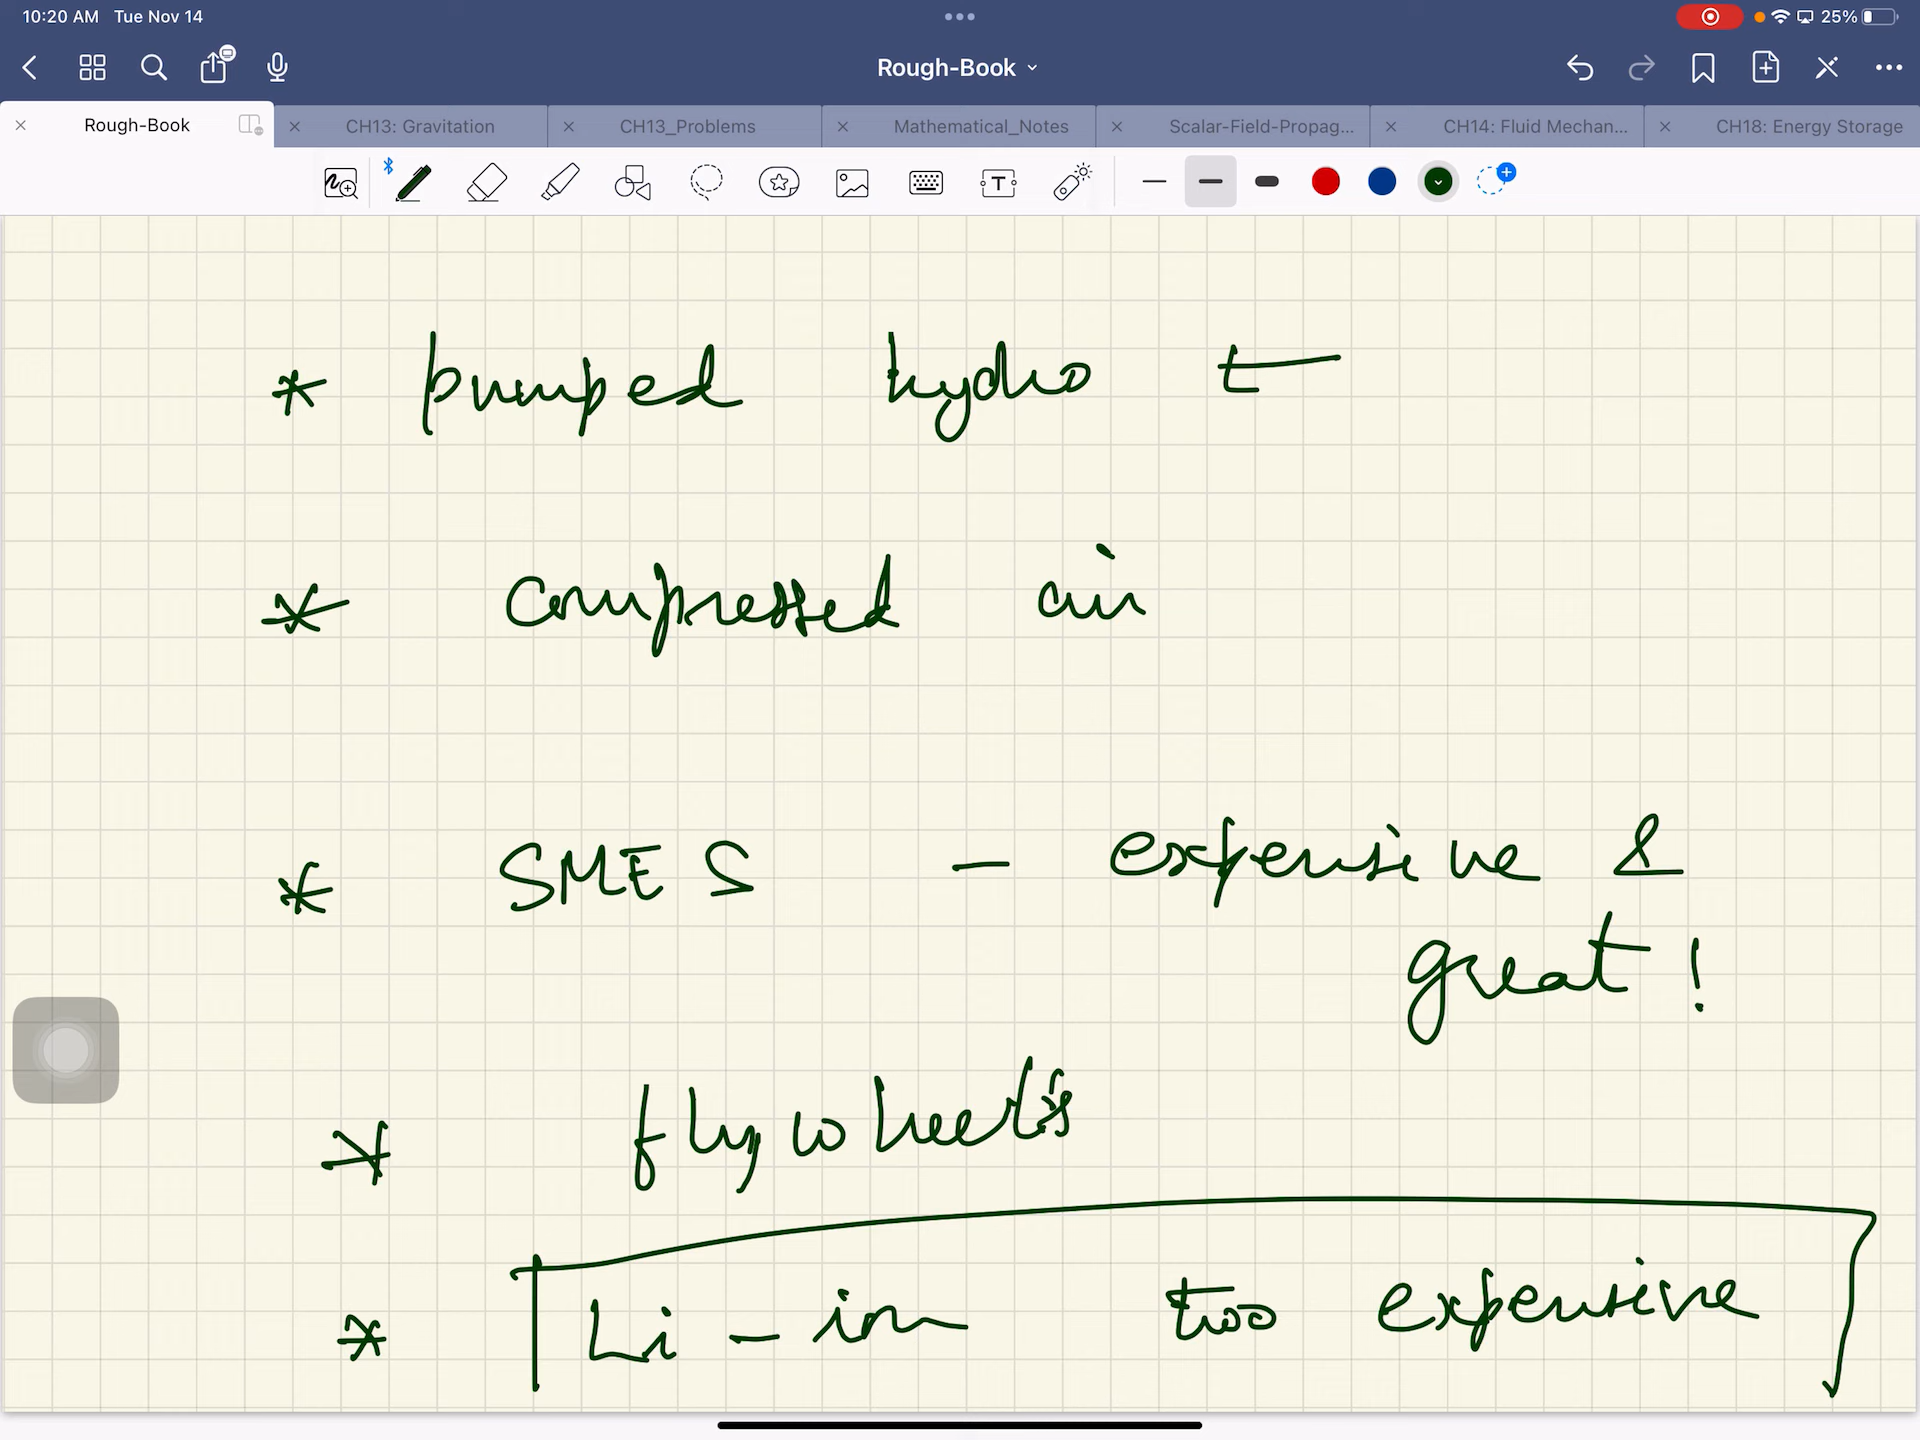 10:20 AM Tue Nov 14
25%
Rough-Book
Rough-Book
CH13: Gravitation
CH13_Problems
Mathematical_Notes
Scalar-Field-Propag...
CH14: Fluid Mechan...
CH18: Energy Storage
* pumped hydro t
* compressed air
* SMES - expensive &
great!
* flywheels
* Li-ion too expensive